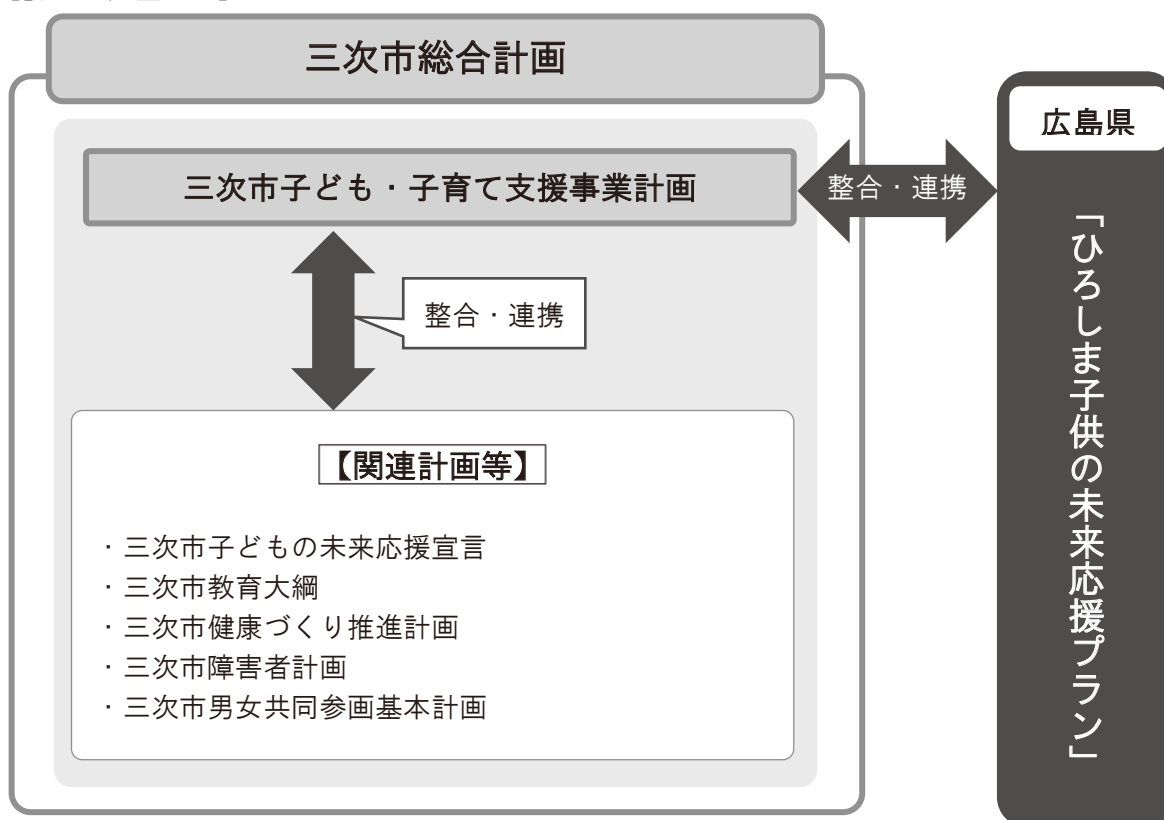 三次市総合計画
三次市子ども・子育て支援事業計画
整合・連携
整合・連携
【関連計画等】
・三次市子どもの未来応援宣言
・三次市教育大綱
・三次市健康づくり推進計画
・三次市障害者計画
・三次市男女共同参画基本計画
広島県
「ひろしま子供の未来応援プラン」